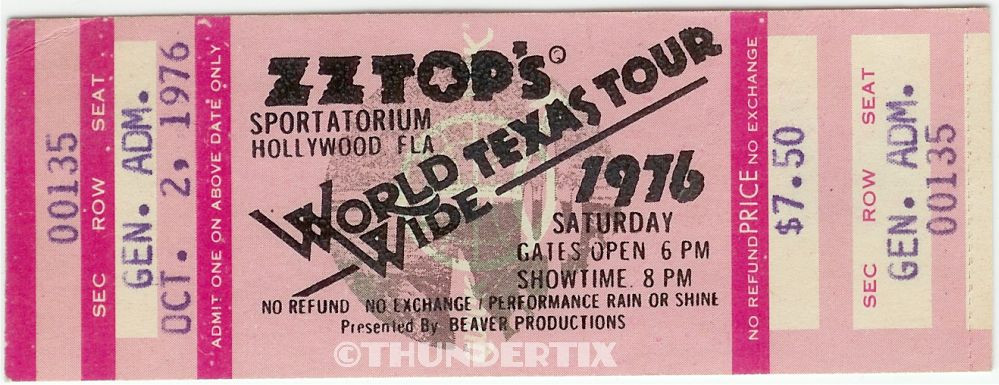 00135
SEC ROW SEAT
GEN. ADM.
OCT. 2, 1976
ADMIT ONE ON ABOVE DATE ONLY
ZZ TOP'S
SPORTATORIUM
HOLLYWOOD FLA
WORLD WIDE TEXAS TOUR
1976
SATURDAY
GATES OPEN 6 PM
SHOWTIME 8 PM
NO REFUND NO EXCHANGE / PERFORMANCE RAIN OR SHINE
Presented By BEAVER PRODUCTIONS
©THUNDERTIX
NO REFUND PRICE NO EXCHANGE
$7.50
SEC ROW SEAT
GEN. ADM.
00135